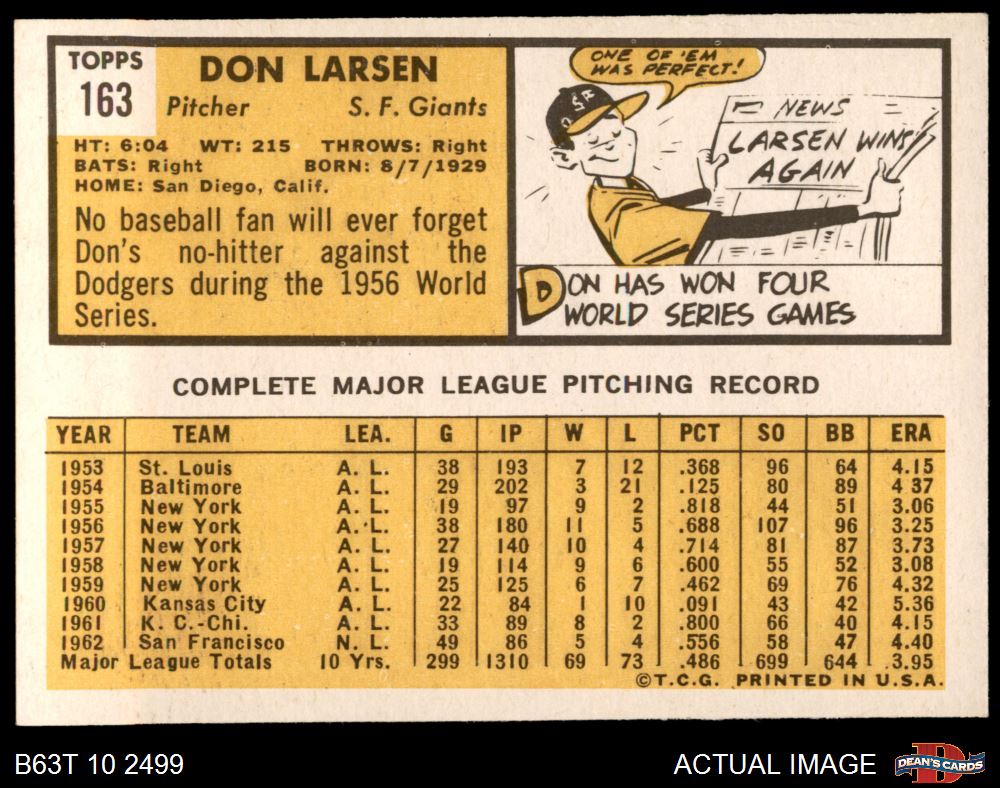 TOPPS
163
DON LARSEN
Pitcher S. F. Giants
HT: 6:04 WT: 215 THROWS: Right
BATS: Right BORN: 8/7/1929
HOME: San Diego, Calif.
No baseball fan will ever forget
Don's no-hitter against the
Dodgers during the 1956 World
Series.
ONE OF 'EM
WAS PERFECT!
NEWS
LARSEN WINS
AGAIN
DON HAS WON FOUR
WORLD SERIES GAMES
COMPLETE MAJOR LEAGUE PITCHING RECORD
YEAR TEAM LEA. G IP W L PCT SO BB ERA
1953 St. Louis A. L. 38 193 7 12 .368 96 64 4.15
1954 Baltimore A. L. 29 202 3 21 .125 80 89 4 37
1955 New York A. L. 19 97 9 2 .818 44 51 3.06
1956 New York A. L. 38 180 11 5 .688 107 96 3.25
1957 New York A. L. 27 140 10 4 .714 81 87 3.73
1958 New York A. L. 19 114 9 6 .600 55 52 3.08
1959 New York A. L. 25 125 6 7 .462 69 76 4.32
1960 Kansas City A. L. 22 84 1 10 .091 43 42 5.36
1961 K. C.-Chi. A. L. 33 89 8 2 .800 66 40 4.15
1962 San Francisco N. L. 49 86 5 4 .556 58 47 4.40
Major League Totals 10 Yrs. 299 1310 69 73 .486 699 644 3.95
©T.C.G. PRINTED IN U.S.A.
B63T 10 2499 ACTUAL IMAGE
D
DEAN'S CARDS